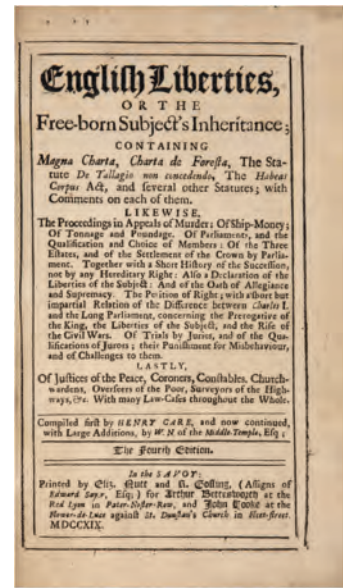 English Liberties,
OR THE
Free-born Subject's Inheritance;
CONTAINING
Magna Charta, Charta de Foresta, The Sta-
tute De Tallagio non concedendo, The Habeas
Corpus Act, and several other Statutes; with
Comments on each of them.
LIKEWISE,
The Proceedings in Appeals of Murder; Of Ship-Money;
Of Tonnage and Poundage. Of Parliaments, and the
Qualification and Choice of Members: Of the Three
Estates, and of the Settlement of the Crown by Parlia-
ment. Together with a Short History of the Succession,
not by any Hereditary Right: Also a Declaration of the
Liberties of the Subject: And of the Oath of Allegiance
and Supremacy. The Petition of Right; with a short but
impartial Relation of the Difference between Charles I.
and the Long Parliament, concerning the Prerogative of
the King, the Liberties of the Subject, and the Rise of
the Civil Wars. Of Trials by Juries, and of the Qua-
lifications of Jurors; their Punishment for Misbehaviour,
and of Challenges to them.
LASTLY,
Of Justices of the Peace, Coroners, Constables, Church-
wardens, Overseers of the Poor, Surveyors of the High-
ways, &c. With many Law-Cases throughout the Whole.
Compiled first by HENRY CARE, and now continued,
with Large Additions, by W. N. of the Middle-Temple, Esq;
The Fourth Edition.
In the SAVOY:
Printed by Eliz. Nutt and R. Gosling, (Assigns of
Edward Sayer, Esq;) for Arthur Bettesworth at the
Red Lyon in Pater-Noster-Row, and John Cooke at the
Flower-de-Luce against St. Dunstan's Church in Fleet-street.
MDCCXIX.